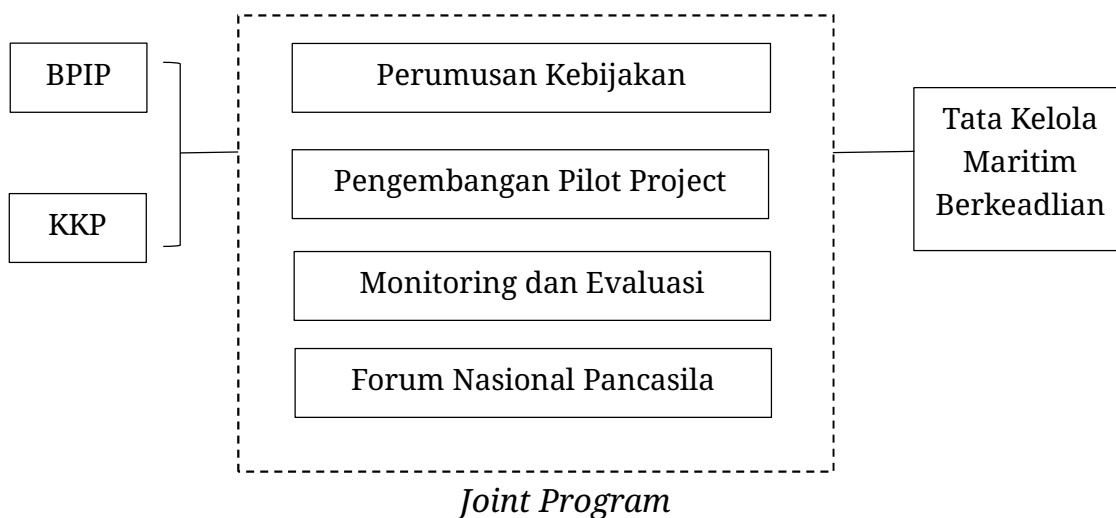 BPIP
KKP
Perumusan Kebijakan
Pengembangan Pilot Project
Monitoring dan Evaluasi
Forum Nasional Pancasila
Joint Program
Tata Kelola
Maritim
Berkeadlian